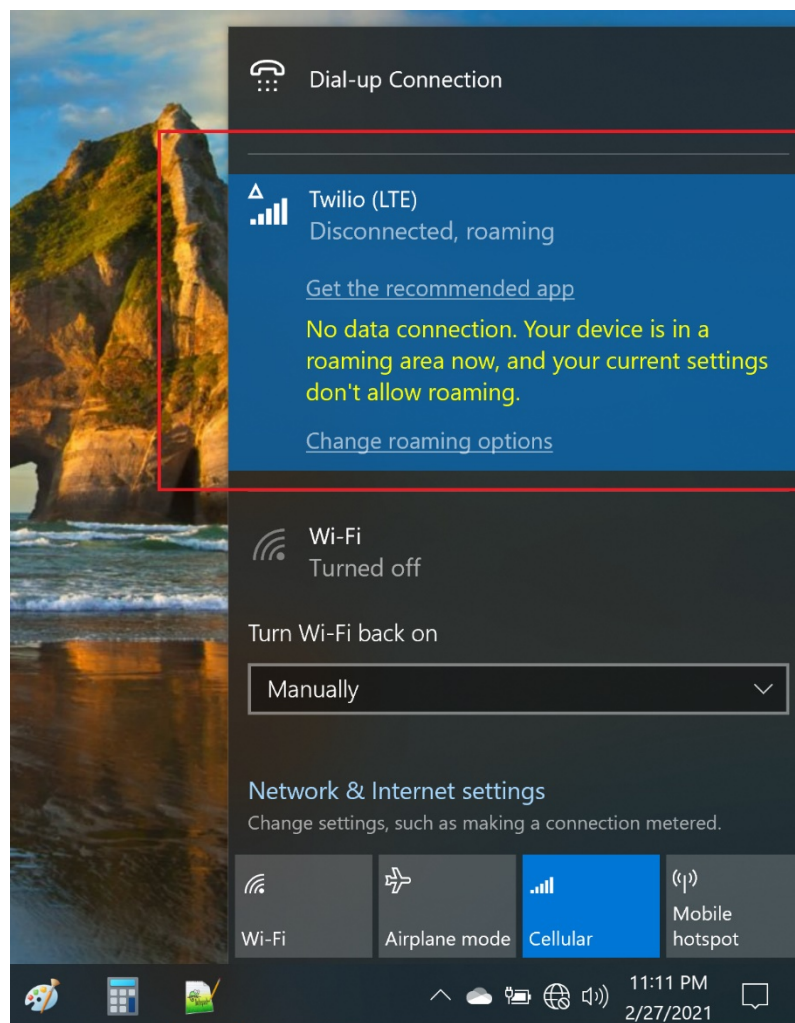 Dial-up Connection
Twilio (LTE)
Disconnected, roaming
Get the recommended app
No data connection. Your device is in a
roaming area now, and your current settings
don't allow roaming.
Change roaming options
Wi-Fi
Turned off
Turn Wi-Fi back on
Manually
Network & Internet settings
Change settings, such as making a connection metered.
Wi-Fi
Airplane mode
Cellular
Mobile
hotspot
11:11 PM
2/27/2021